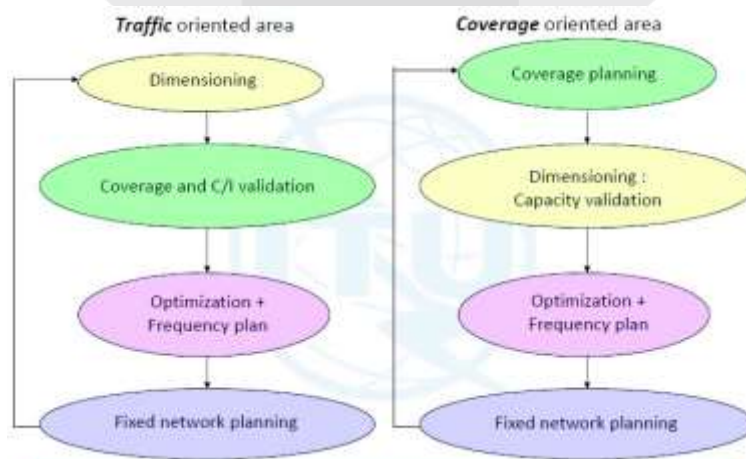 Traffic oriented area
Dimensioning
Coverage and C/I validation
Optimization +
Frequency plan
Fixed network planning
Coverage oriented area
Coverage planning
Dimensioning :
Capacity validation
Optimization +
Frequency plan
Fixed network planning
ITU